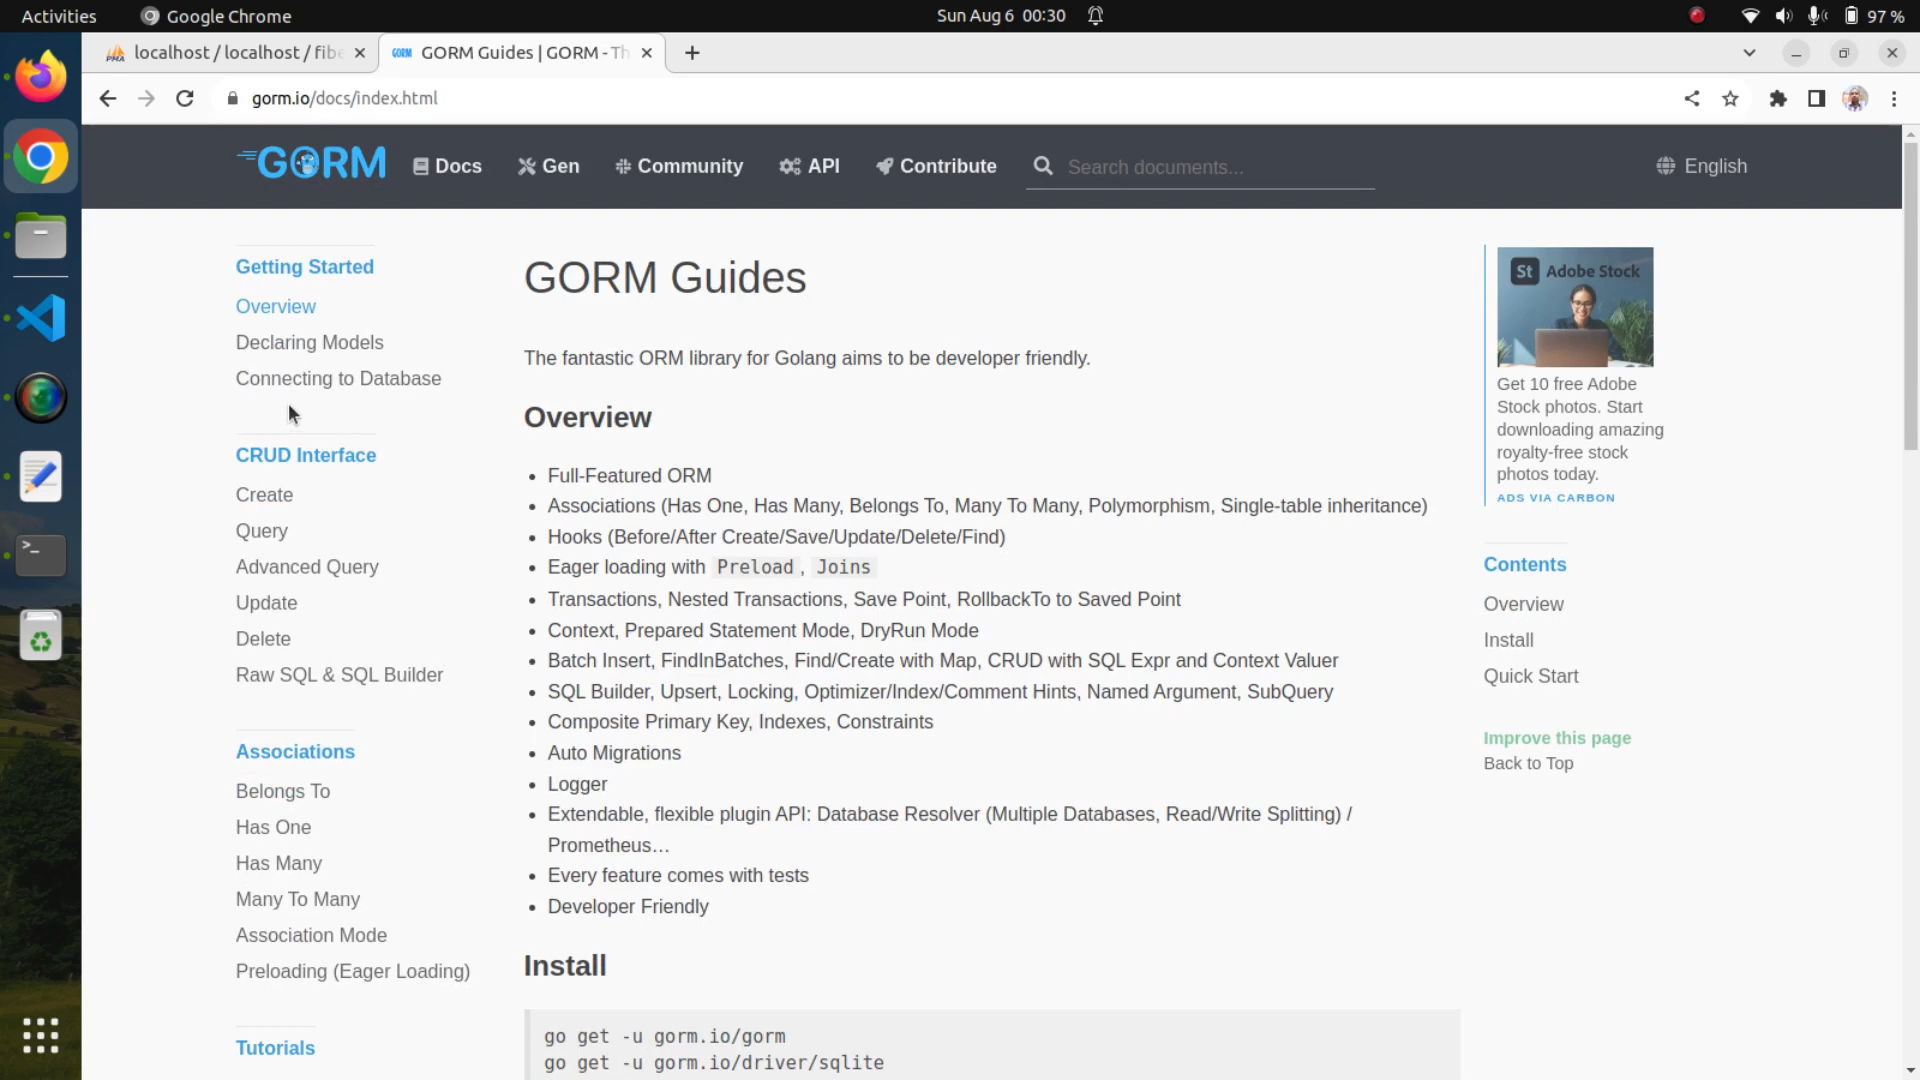 Activities
Google Chrome
Sun Aug 6 00:30
97 %
PMA
localhost / localhost / fibe
GORM
GORM Guides | GORM - Th
gorm.io/docs/index.html
GORM
Docs
Gen
Community
API
Contribute
Search documents...
English
Getting Started
Overview
Declaring Models
Connecting to Database
CRUD Interface
Create
Query
Advanced Query
Update
Delete
Raw SQL & SQL Builder
Associations
Belongs To
Has One
Has Many
Many To Many
Association Mode
Preloading (Eager Loading)
Tutorials
GORM Guides
The fantastic ORM library for Golang aims to be developer friendly.
Overview
Full-Featured ORM
Associations (Has One, Has Many, Belongs To, Many To Many, Polymorphism, Single-table inheritance)
Hooks (Before/After Create/Save/Update/Delete/Find)
Eager loading with Preload, Joins
Transactions, Nested Transactions, Save Point, RollbackTo to Saved Point
Context, Prepared Statement Mode, DryRun Mode
Batch Insert, FindInBatches, Find/Create with Map, CRUD with SQL Expr and Context Valuer
SQL Builder, Upsert, Locking, Optimizer/Index/Comment Hints, Named Argument, SubQuery
Composite Primary Key, Indexes, Constraints
Auto Migrations
Logger
Extendable, flexible plugin API: Database Resolver (Multiple Databases, Read/Write Splitting) /
Prometheus…
Every feature comes with tests
Developer Friendly
Install
go get -u gorm.io/gorm
go get -u gorm.io/driver/sqlite
St Adobe Stock
Get 10 free Adobe
Stock photos. Start
downloading amazing
royalty-free stock
photos today.
ADS VIA CARBON
Contents
Overview
Install
Quick Start
Improve this page
Back to Top